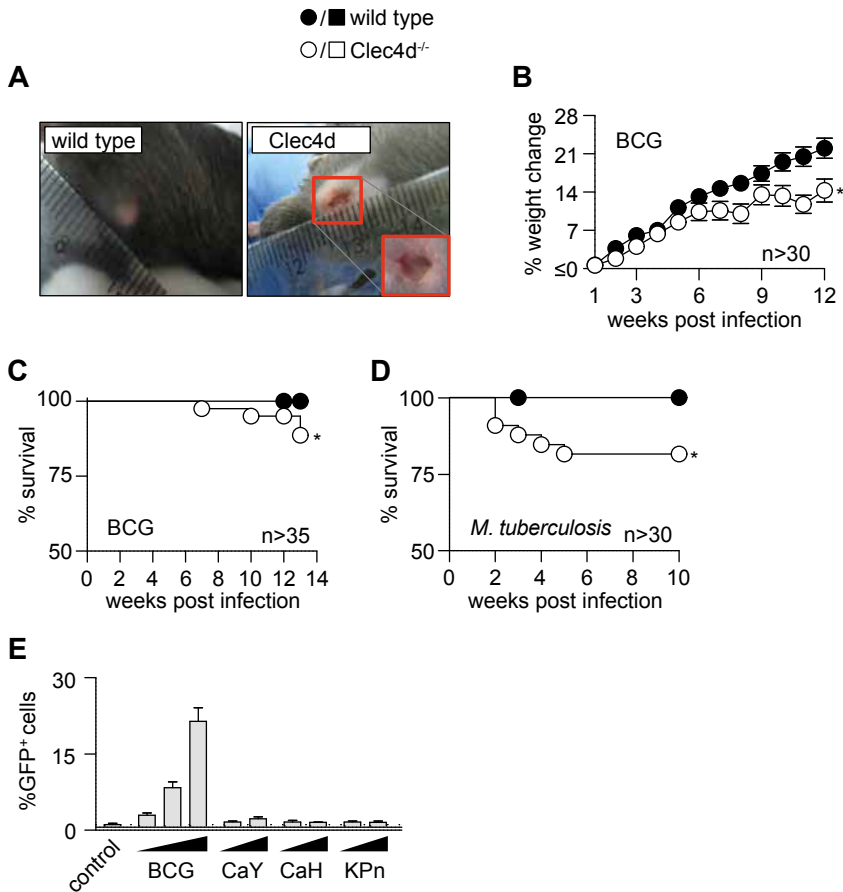 ●/■ wild type
○/□ Clec4d-/-
A
wild type
Clec4d
B
28
21
14
7
≤0
% weight change
BCG
*
n>30
1 3 6 9 12
weeks post infection
C
100
75
50
% survival
*
BCG
n>35
0 2 4 6 8 10 12 14
weeks post infection
D
100
75
50
% survival
*
M. tuberculosis
n>30
0 2 4 6 8 10
weeks post infection
E
30
15
0
%GFP+ cells
control
BCG
CaY
CaH
KPn